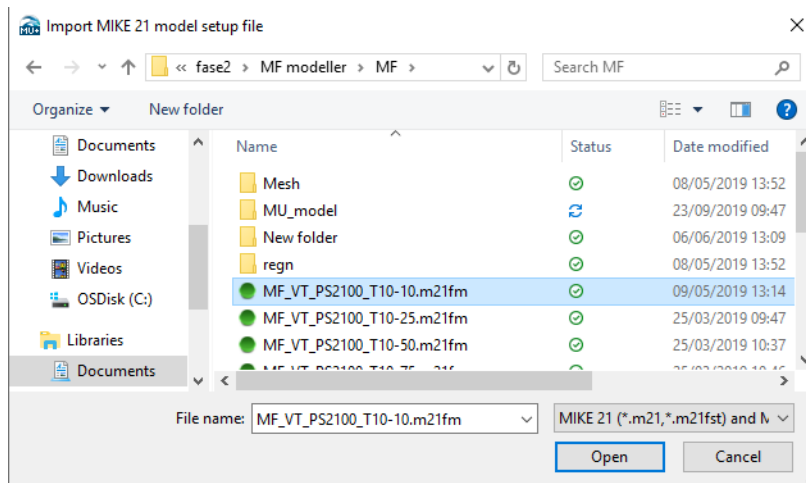 MU+ Import MIKE 21 model setup file
« fase2 > MF modeller > MF >
Search MF
Organize New folder
Name Status Date modified
Documents
Downloads
Music
Pictures
Videos
OSDisk (C:)
Libraries
Documents
Mesh 08/05/2019 13:52
MU_model 23/09/2019 09:47
New folder 06/06/2019 13:09
regn 08/05/2019 13:52
MF_VT_PS2100_T10-10.m21fm 09/05/2019 13:14
MF_VT_PS2100_T10-25.m21fm 25/03/2019 09:47
MF_VT_PS2100_T10-50.m21fm 25/03/2019 10:37
File name: MF_VT_PS2100_T10-10.m21fm
MIKE 21 (*.m21,*.m21fst) and
Open Cancel